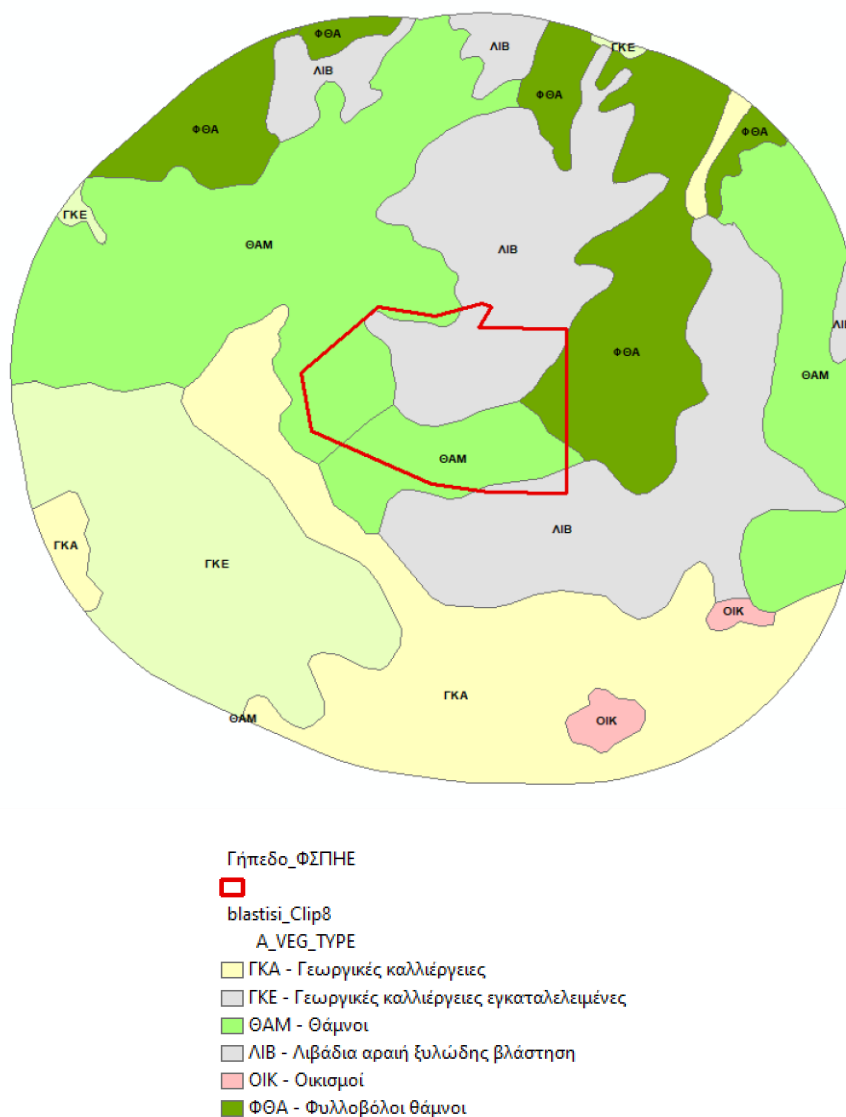 ΦΘΑ
ΛΙΒ
ΓΚΕ
ΛΙΒ
ΦΘΑ
ΦΘΑ
ΦΘΑ
ΓΚΕ
ΘΑΜ
ΛΙΒ
ΛΙΒ
ΦΘΑ
ΘΑΜ
ΘΑΜ
ΛΙΒ
ΓΚΑ
ΓΚΕ
ΟΙΚ
ΓΚΑ
ΘΑΜ
ΟΙΚ
Γήπεδο_ΦΣΠΗΕ
blastisi_Clip8
A_VEG_TYPE
ΓΚΑ - Γεωργικές καλλιέργειες
ΓΚΕ - Γεωργικές καλλιέργειες εγκαταλελειμένες
ΘΑΜ - Θάμνοι
ΛΙΒ - Λιβάδια αραιή ξυλώδης βλάστηση
ΟΙΚ - Οικισμοί
ΦΘΑ - Φυλλοβόλοι θάμνοι